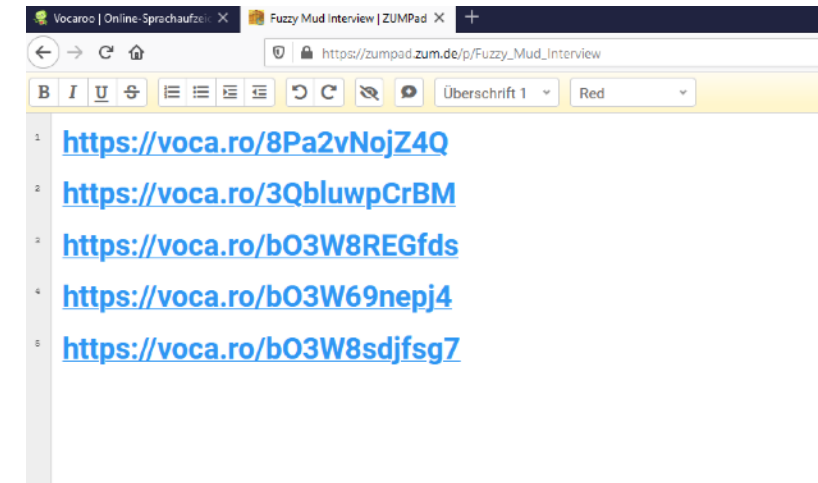 Vocaroo | Online-Sprachaufzeic
Fuzzy Mud Interview | ZUMPad
https://zumpad.zum.de/p/Fuzzy_Mud_Interview
B I U S
Überschrift 1
Red
1 https://voca.ro/8Pa2vNojZ4Q
2 https://voca.ro/3QbluwpCrBM
3 https://voca.ro/bO3W8REGfds
4 https://voca.ro/bO3W69nepj4
5 https://voca.ro/bO3W8sdjfsg7